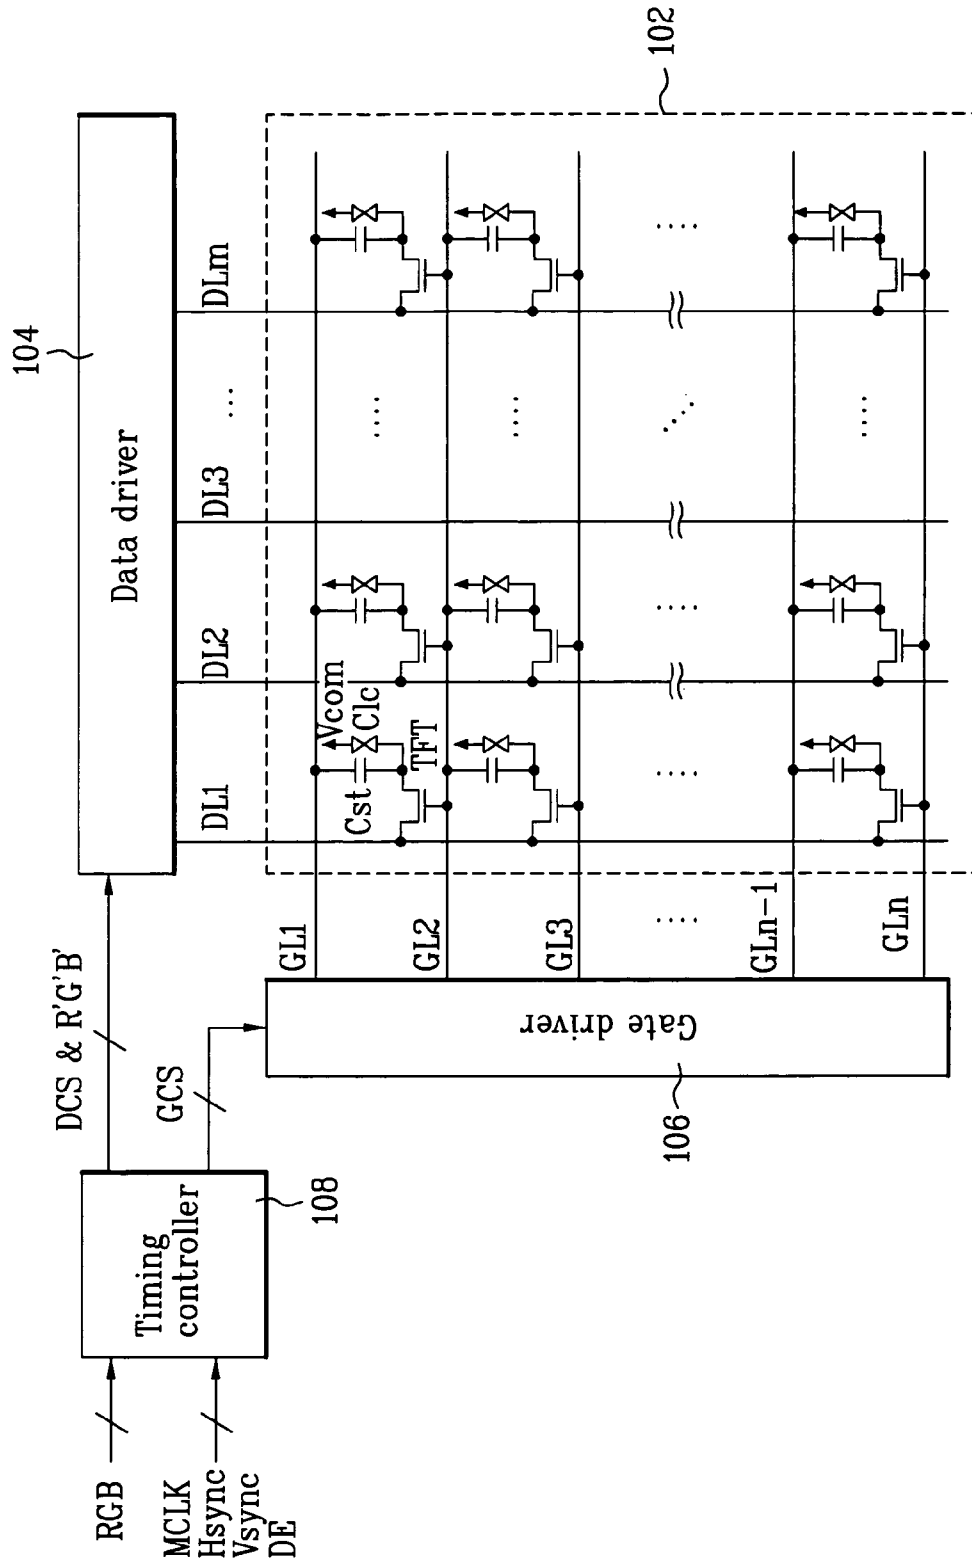 RGB
MCLK
Hsync
Vsync
DE
Timing
controller
108
DCS & R'G'B'
GCS
Data driver
104
Gate driver
106
DL1
DL2
DL3
...
DLm
102
GL1
GL2
GL3
....
GLn-1
GLn
Cst
Vcom
Clc
TFT